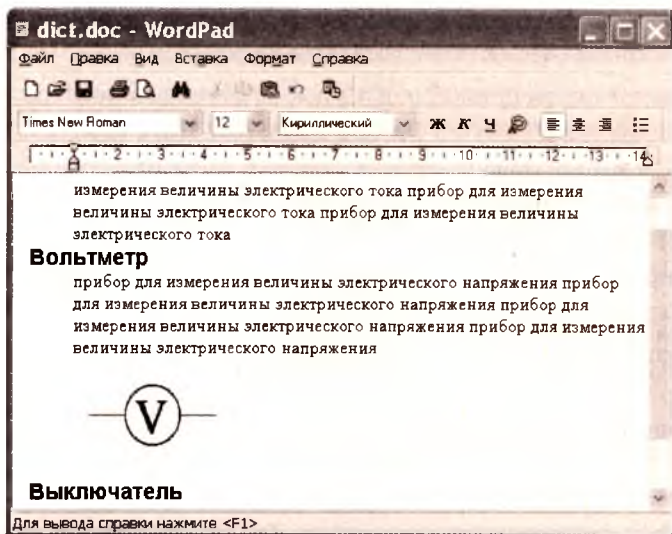 dict.doc - WordPad
Файл Правка Вид Вставка Формат Справка
Times New Roman 12 Кириллический Ж К Ч
1 2 3 4 5 6 7 8 9 10 11 12 13 14
измерения величины электрического тока прибор для измерения
величины электрического тока прибор для измерения величины
электрического тока
Вольтметр
прибор для измерения величины электрического напряжения прибор
для измерения величины электрического напряжения прибор для
измерения величины электрического напряжения прибор для измерения
величины электрического напряжения
V
Выключатель
Для вывода справки нажмите <F1>